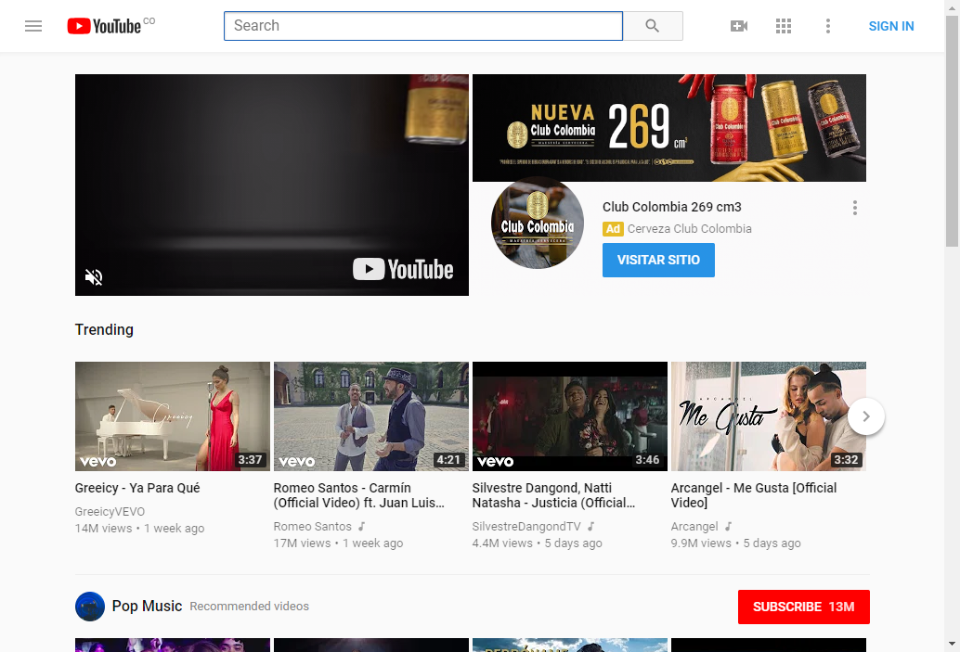 YouTube CO
Search
SIGN IN
NUEVA
Club Colombia
269 cm³
Club Colombia
YouTube
Club Colombia 269 cm3
Ad Cerveza Club Colombia
VISITAR SITIO
Trending
Greeicy
vevo
3:37
vevo
4:21
vevo
3:46
ARCANGEL
Me Gusta
3:32
Greeicy - Ya Para Qué
GreeicyVEVO
14M views • 1 week ago
Romeo Santos - Carmín
(Official Video) ft. Juan Luis...
Romeo Santos
17M views • 1 week ago
Silvestre Dangond, Natti
Natasha - Justicia (Official...
SilvestreDangondTV
4.4M views • 5 days ago
Arcangel - Me Gusta [Official
Video]
Arcangel
9.9M views • 5 days ago
Pop Music Recommended videos
SUBSCRIBE 13M